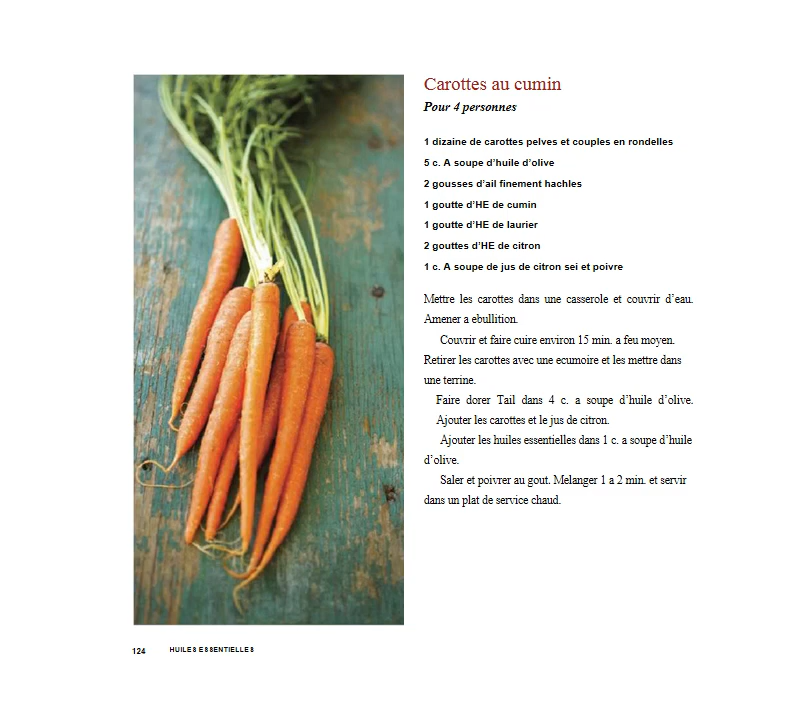 Carottes au cumin
Pour 4 personnes
1 dizaine de carottes pelves et couples en rondelles
5 c. A soupe d'huile d'olive
2 gousses d'ail finement hachles
1 goutte d'HE de cumin
1 goutte d'HE de laurier
2 gouttes d'HE de citron
1 c. A soupe de jus de citron sei et poivre
Mettre les carottes dans une casserole et couvrir d'eau.
Amener a ebullition.
Couvrir et faire cuire environ 15 min. a feu moyen.
Retirer les carottes avec une ecumoire et les mettre dans
une terrine.
Faire dorer Tail dans 4 c. a soupe d'huile d'olive.
Ajouter les carottes et le jus de citron.
Ajouter les huiles essentielles dans 1 c. a soupe d'huile
d'olive.
Saler et poivrer au gout. Melanger 1 a 2 min. et servir
dans un plat de service chaud.
124 HUILES ESSENTIELLES